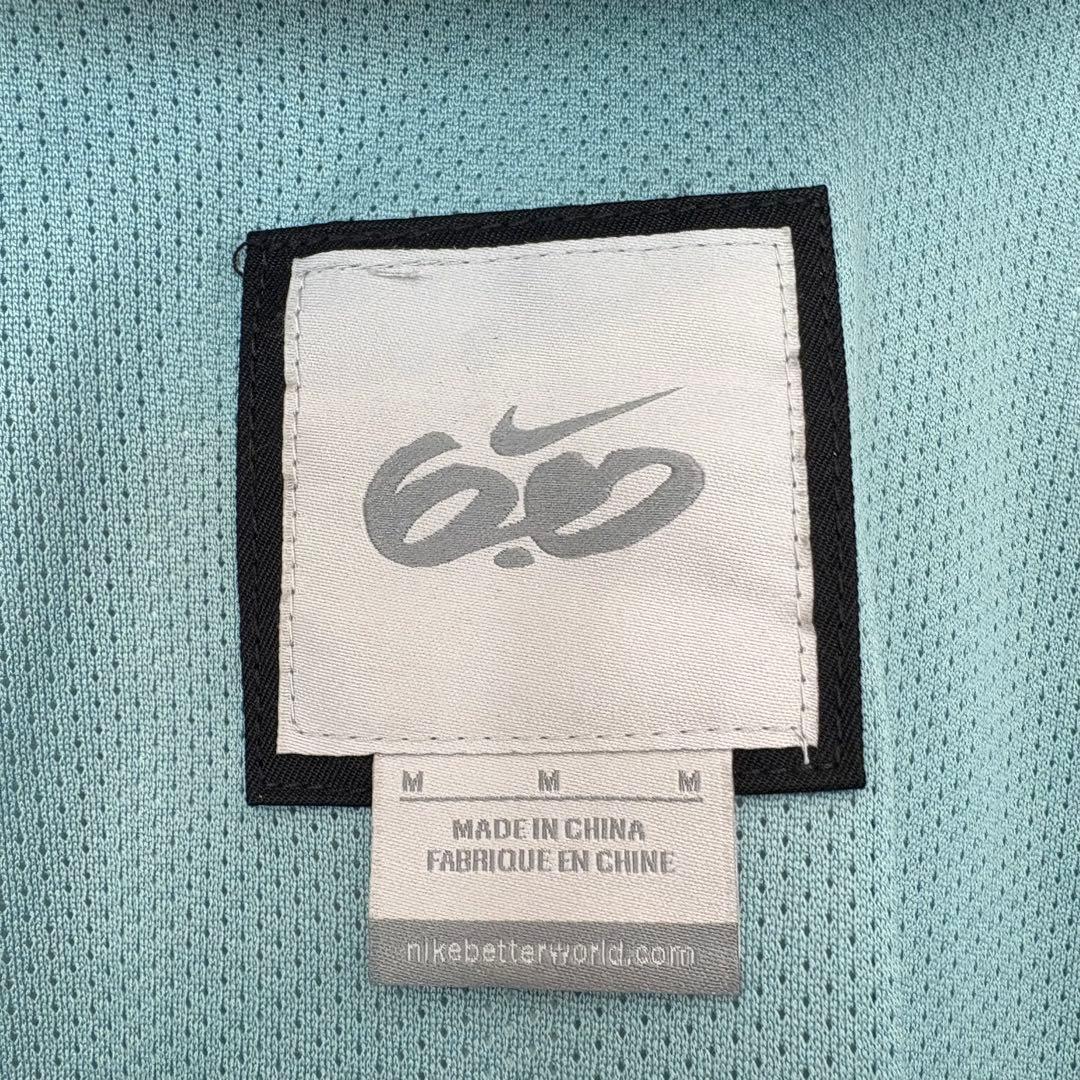 6.0
M M M
MADE IN CHINA
FABRIQUE EN CHINE
nikebetterworld.com